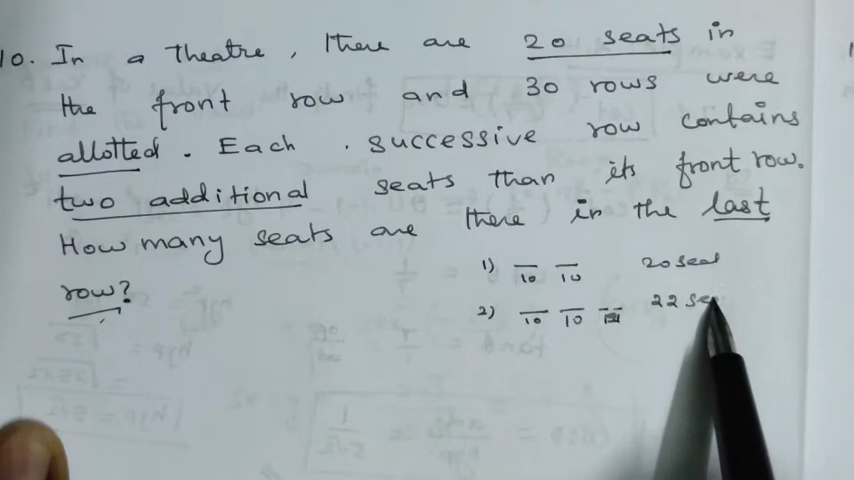 10. In a Theatre, there are 20 seats in
the front row and 30 rows were
allotted. Each successive row contains
two additional seats than its front row.
How many seats are there in the last
row?
1) 10 10 20 seat
2) 10 10 22 se